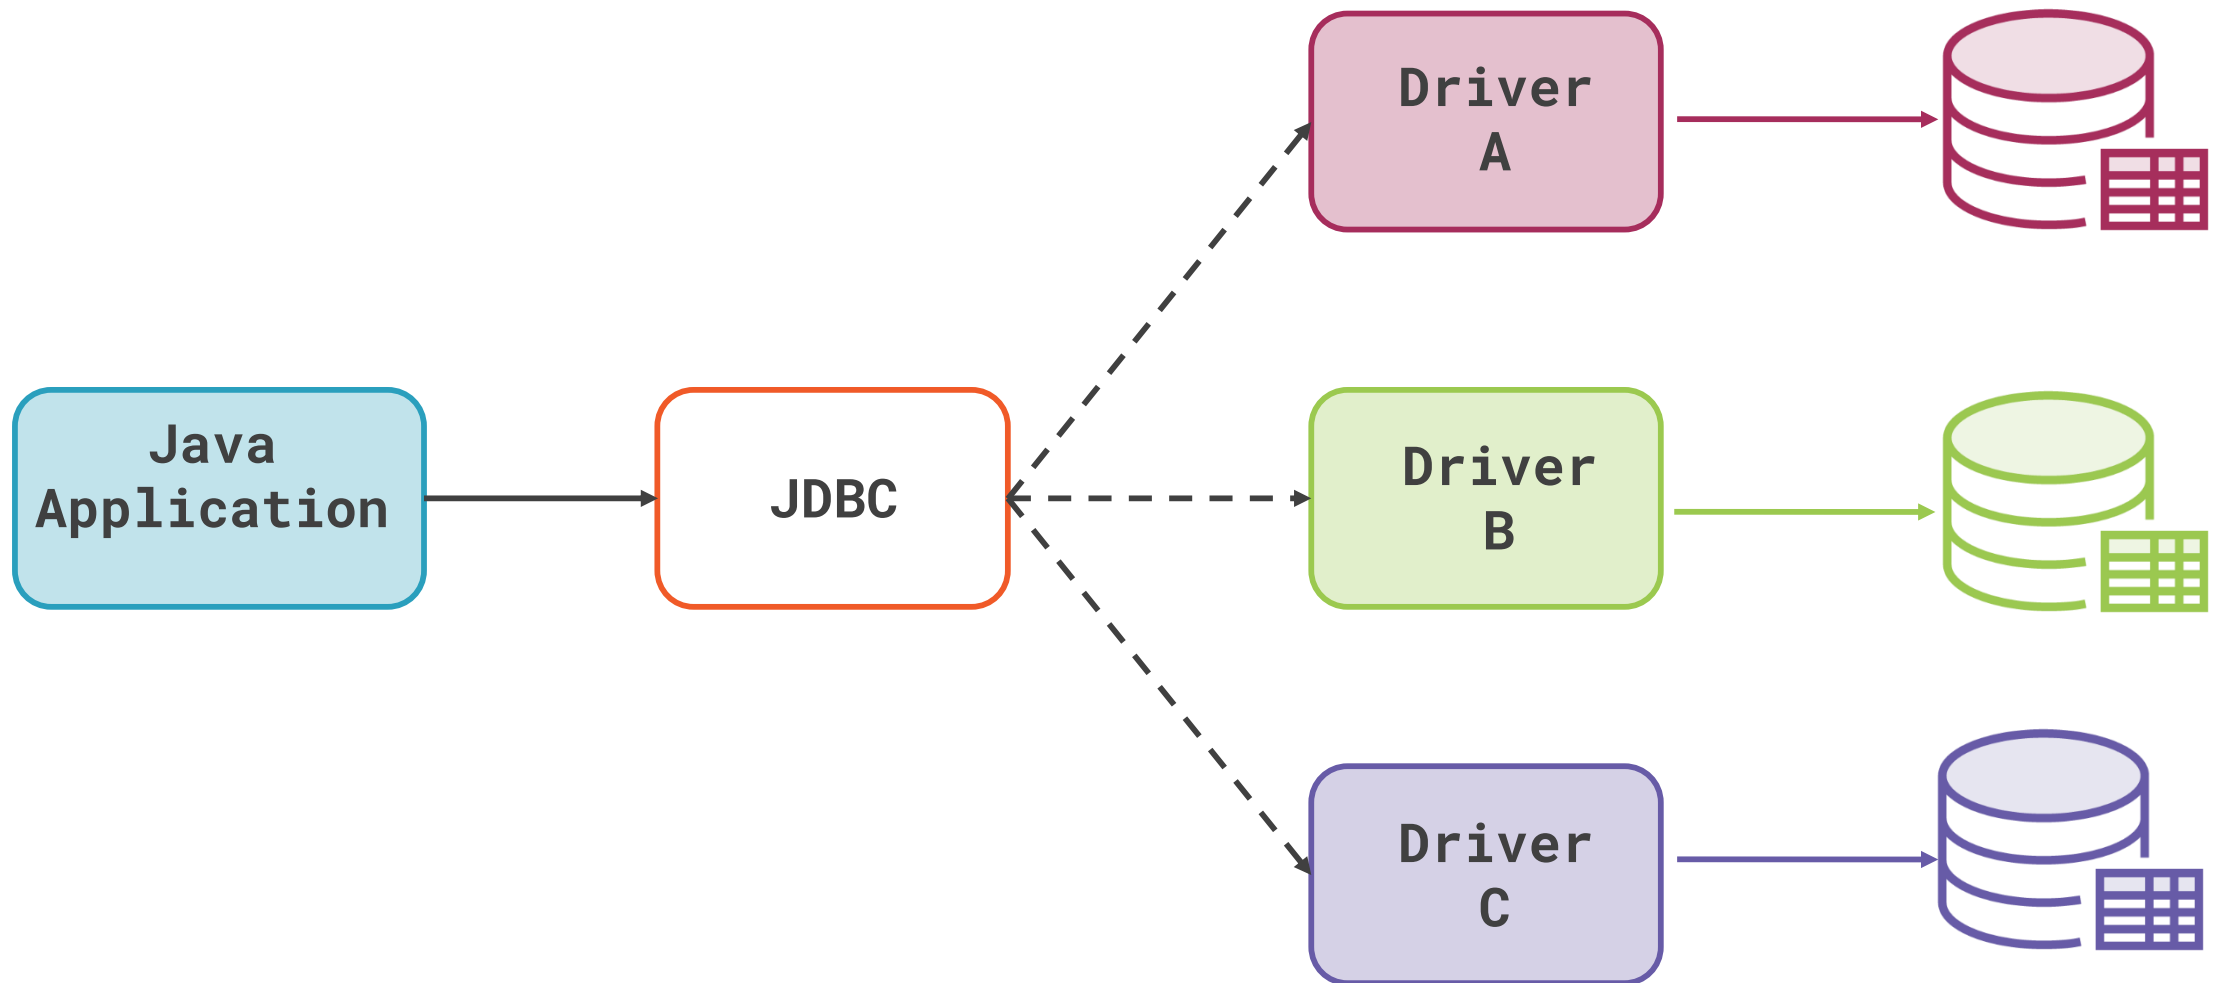 Java
Application
JDBC
Driver
A
Driver
B
Driver
C